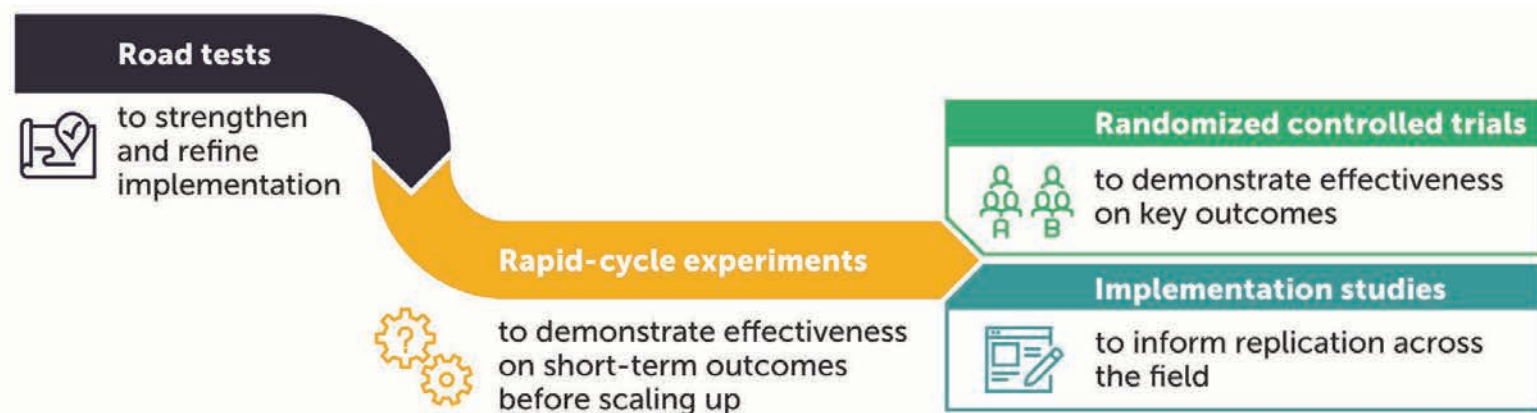 Road tests
to strengthen
and refine
implementation
Rapid-cycle experiments
to demonstrate effectiveness
on short-term outcomes
before scaling up
Randomized controlled trials
A B
to demonstrate effectiveness
on key outcomes
Implementation studies
to inform replication across
the field